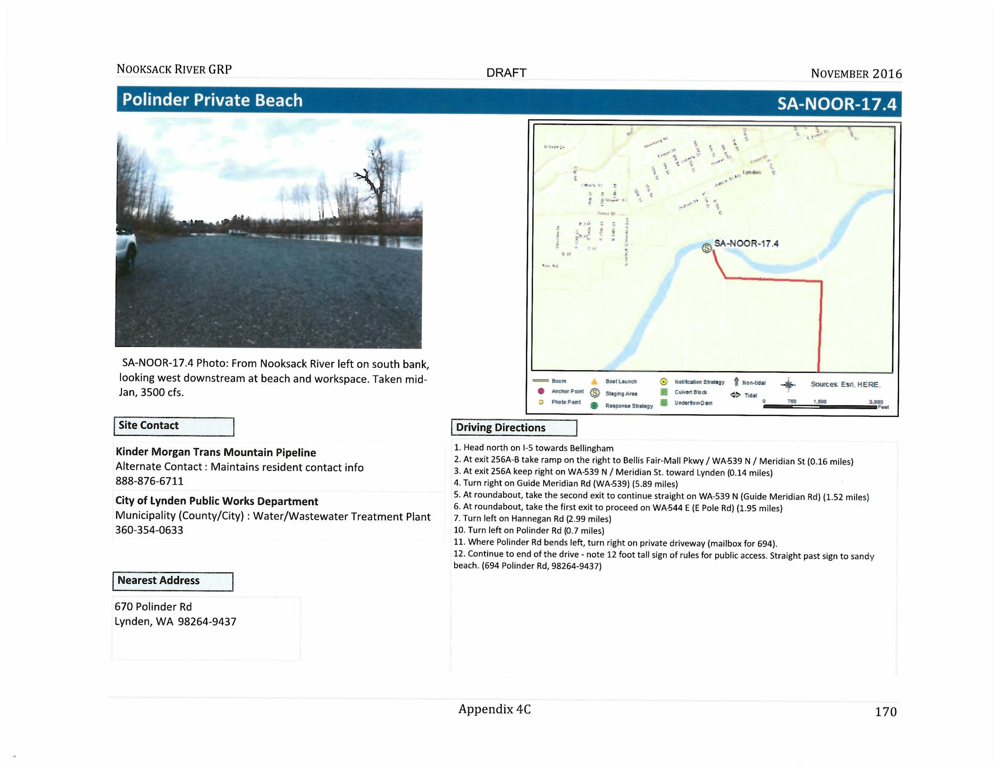 NOOKSACK RIVER GRP
DRAFT
NOVEMBER 2016
Polinder Private Beach
SA-NOOR-17.4
Lynden
SA-NOOR-17.4
SA-NOOR-17.4 Photo: From Nooksack River left on south bank,
looking west downstream at beach and workspace. Taken mid-
Jan, 3500 cfs.
Boom
Anchor Point
Photo Point
Boat Launch
Staging Area
Response Strategy
Notification Strategy
Culvert Block
Underflow Dam
Non-tidal
Tidal
Sources: Esri, HERE,
0 750 1,500 3,000
Feet
Site Contact
Kinder Morgan Trans Mountain Pipeline
Alternate Contact : Maintains resident contact info
888-876-6711
City of Lynden Public Works Department
Municipality (County/City) : Water/Wastewater Treatment Plant
360-354-0633
Nearest Address
670 Polinder Rd
Lynden, WA 98264-9437
Driving Directions
1. Head north on I-5 towards Bellingham
2. At exit 256A-B take ramp on the right to Bellis Fair-Mall Pkwy / WA-539 N / Meridian St (0.16 miles)
3. At exit 256A keep right on WA-539 N / Meridian St. toward Lynden (0.14 miles)
4. Turn right on Guide Meridian Rd (WA-539) (5.89 miles)
5. At roundabout, take the second exit to continue straight on WA-539 N (Guide Meridian Rd) (1.52 miles)
6. At roundabout, take the first exit to proceed on WA-544 E (E Pole Rd) (1.95 miles)
7. Turn left on Hannegan Rd (2.99 miles)
10. Turn left on Polinder Rd (0.7 miles)
11. Where Polinder Rd bends left, turn right on private driveway (mailbox for 694).
12. Continue to end of the drive - note 12 foot tall sign of rules for public access. Straight past sign to sandy
beach. (694 Polinder Rd, 98264-9437)
Appendix 4C
170